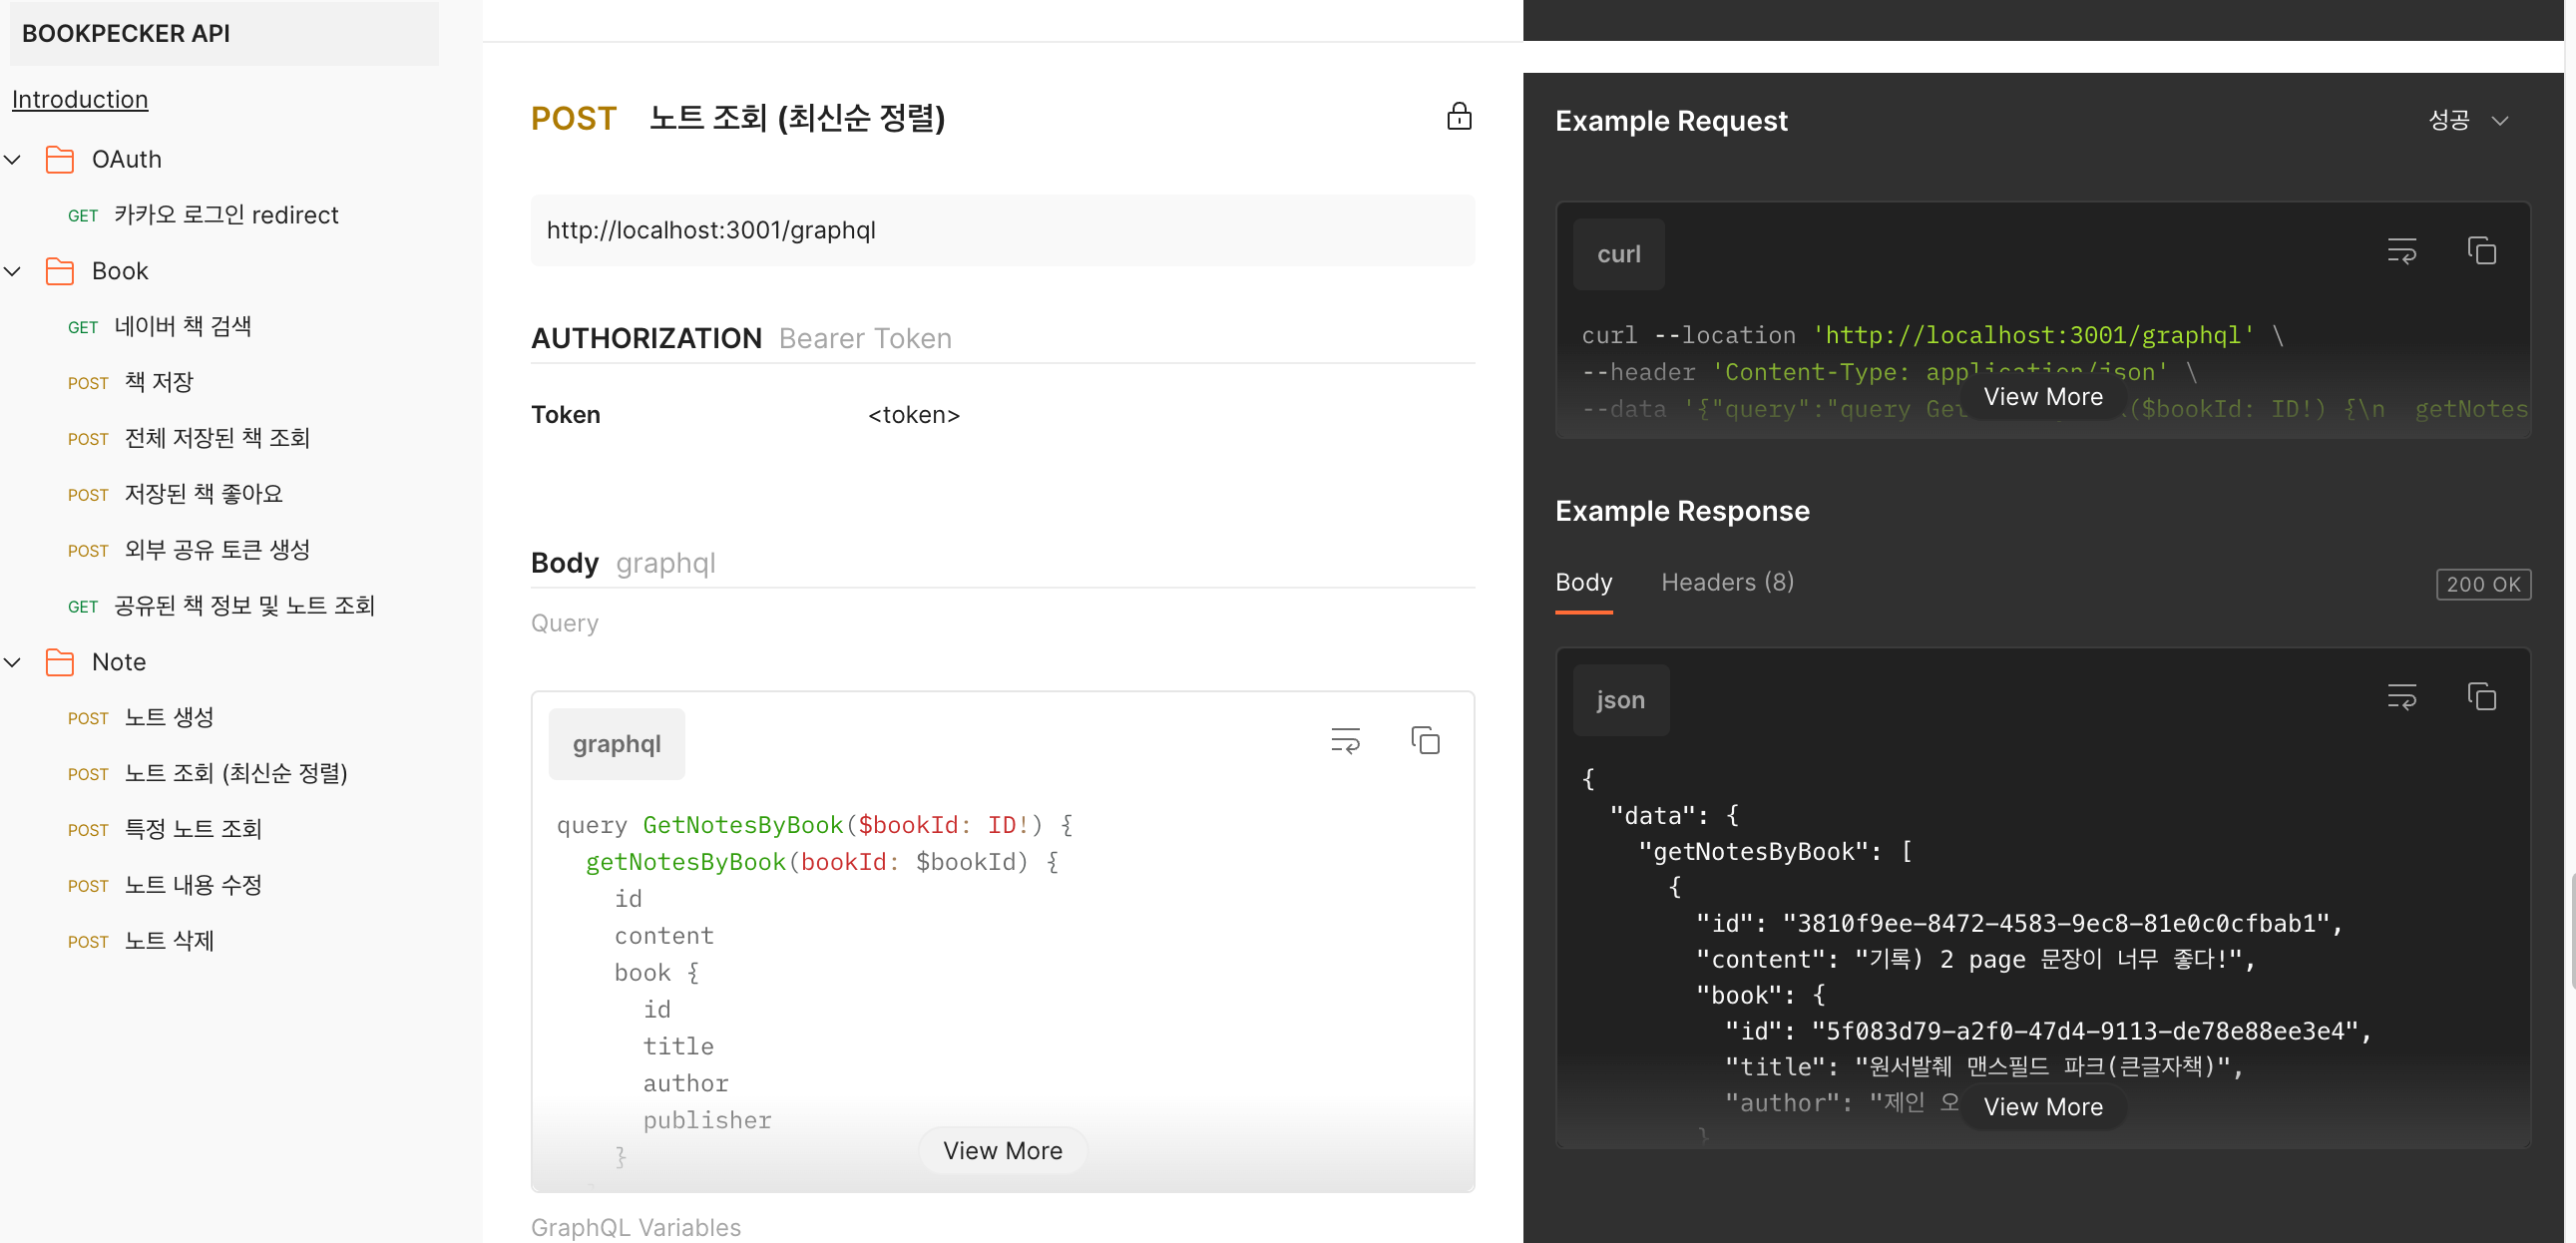 BOOKPECKER API
Introduction
OAuth
GET 카카오 로그인 redirect
Book
GET 네이버 책 검색
POST 책 저장
POST 전체 저장된 책 조회
POST 저장된 책 좋아요
POST 외부 공유 토큰 생성
GET 공유된 책 정보 및 노트 조회
Note
POST 노트 생성
POST 노트 조회 (최신순 정렬)
POST 특정 노트 조회
POST 노트 내용 수정
POST 노트 삭제
POST 노트 조회 (최신순 정렬)
http://localhost:3001/graphql
AUTHORIZATION Bearer Token
Token <token>
Body graphql
Query
graphql
query GetNotesByBook($bookId: ID!) {
getNotesByBook(bookId: $bookId) {
id
content
book {
id
title
author
publisher
}
View More
GraphQL Variables
Example Request
성공
curl
curl --location 'http://localhost:3001/graphql' \
--header 'Content-Type: application/json' \
--data '{"query":"query Get ($bookId: ID!) {\n getNotes
View More
Example Response
Body Headers (8)
200 OK
json
{
"data": {
"getNotesByBook": [
{
"id": "3810f9ee-8472-4583-9ec8-81e0c0cfbab1",
"content": "기록) 2 page 문장이 너무 좋다!",
"book": {
"id": "5f083d79-a2f0-47d4-9113-de78e88ee3e4",
"title": "원서발췌 맨스필드 파크(큰글자책)",
"author": "제인 오
}
View More